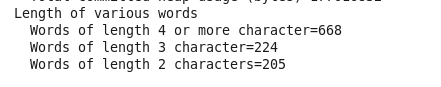 Length of various words
Words of length 4 or more character=668
Words of length 3 character=224
Words of length 2 characters=205